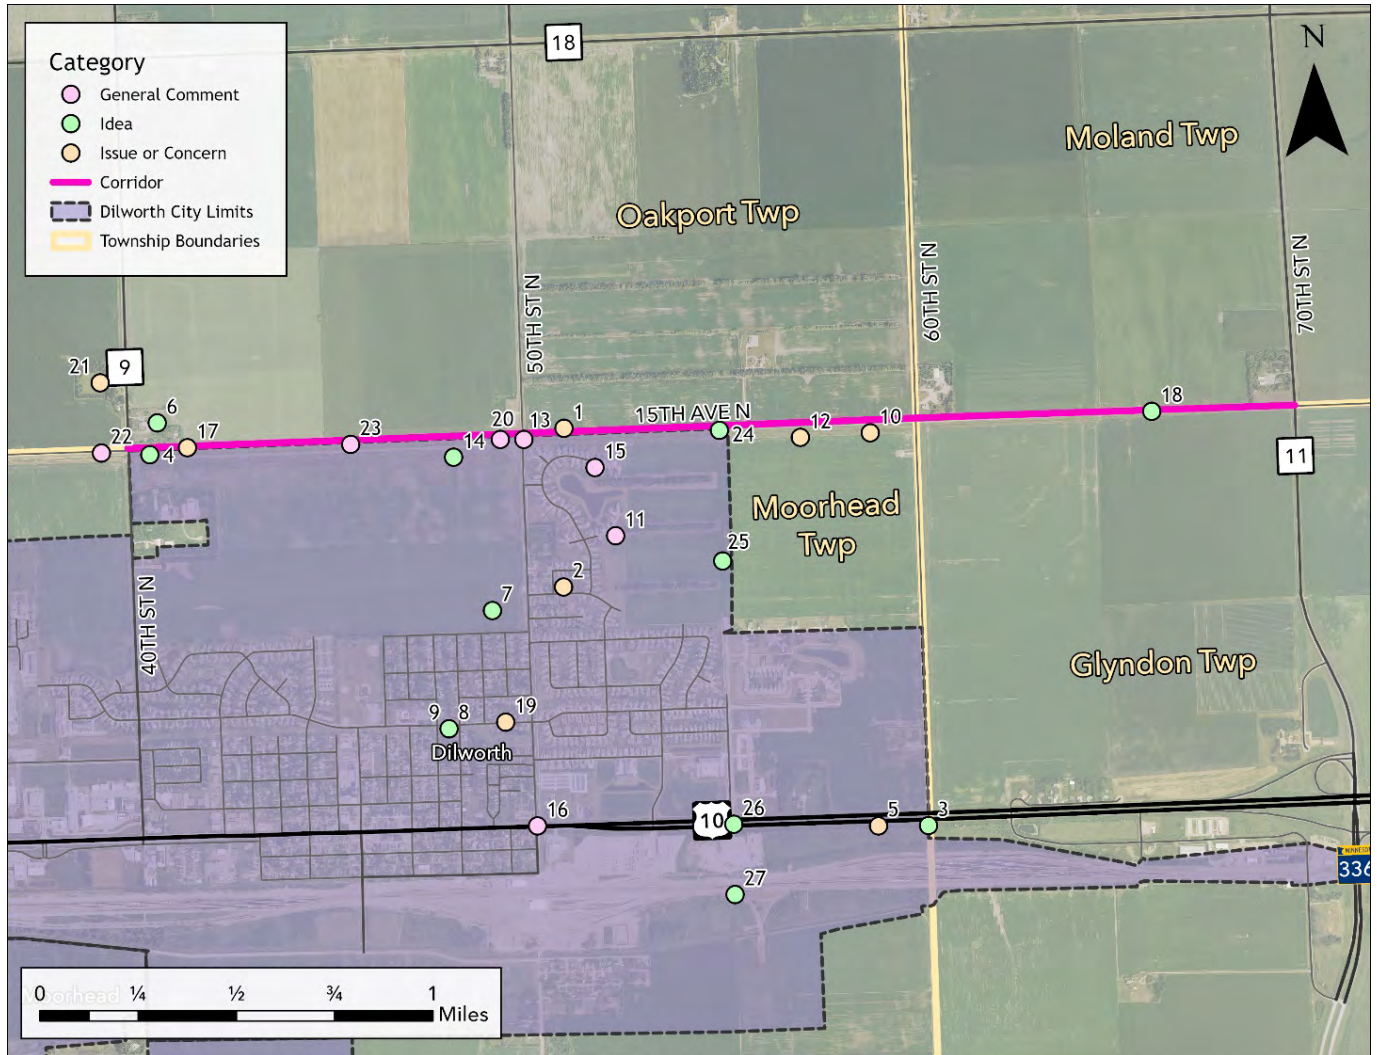 18
N
Category
General Comment
Idea
Issue or Concern
Corridor
Dilworth City Limits
Township Boundaries
Moland Twp
Oakport Twp
50TH ST N
60TH ST N
70TH ST N
21
9
6
22
4
17
23
20
14
13
1
15TH AVE N
15
24
12
10
18
11
11
Moorhead
Twp
25
2
7
40TH ST N
Glyndon Twp
9
8
19
Dilworth
16
10
26
5
3
27
336
Moorhead
0
¼
½
¾
1
Miles